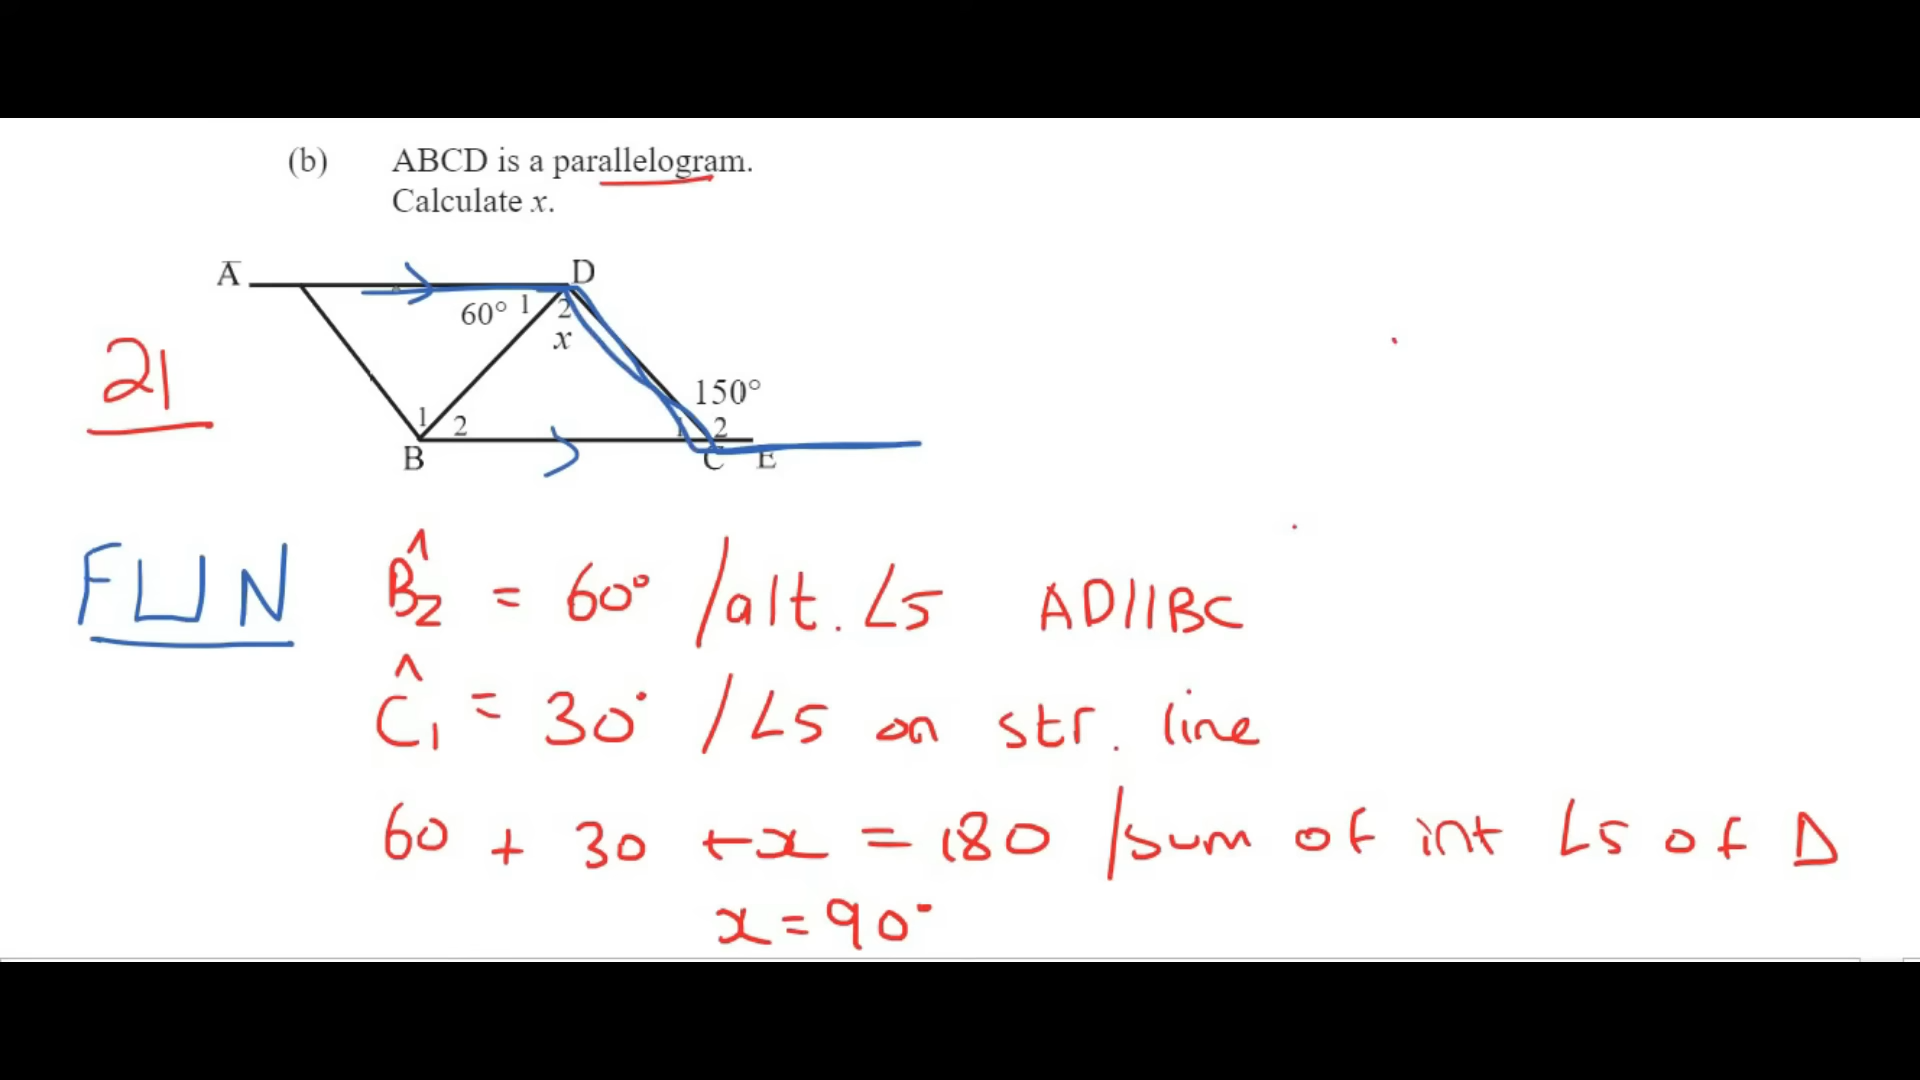 (b) ABCD is a parallelogram.
Calculate x.
A D
60° 1 2
x
21
150°
1 2 1 2
B C E
FUN
B̂2 = 60° /alt. ∠s AD||BC
Ĉ1 = 30° /∠s on str. line
60 + 30 + x = 180 /sum of int ∠s of Δ
x = 90°